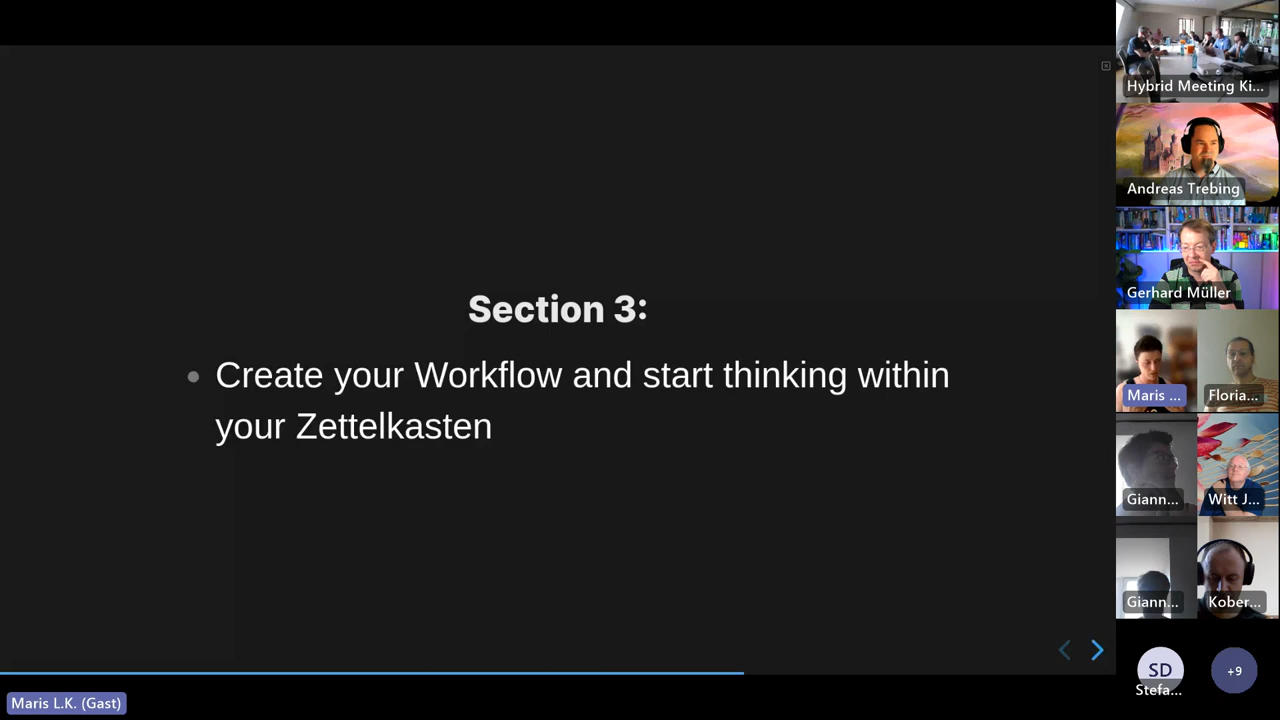 Section 3:
Create your Workflow and start thinking within
your Zettelkasten
Hybrid Meeting Ki...
Andreas Trebing
Gerhard Müller
Maris ...
Floria...
Giann...
Witt J...
Giann...
Kober...
SD
Stefa...
+9
Maris L.K. (Gast)